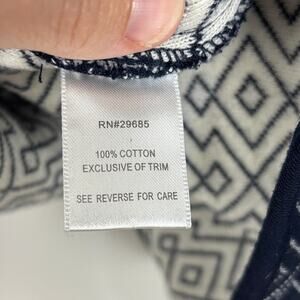 RN#29685
100% COTTON
EXCLUSIVE OF TRIM
SEE REVERSE FOR CARE